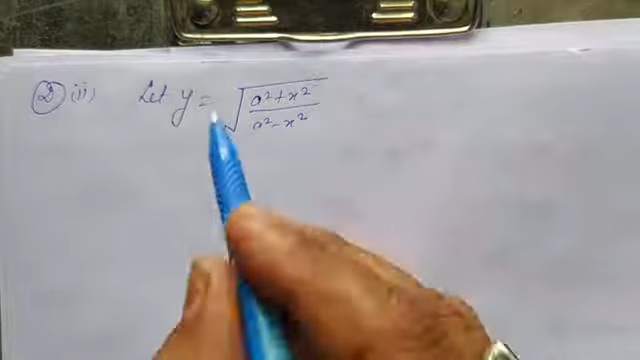 ② (ii) Let y = √((a²+x²)/(a²-x²))